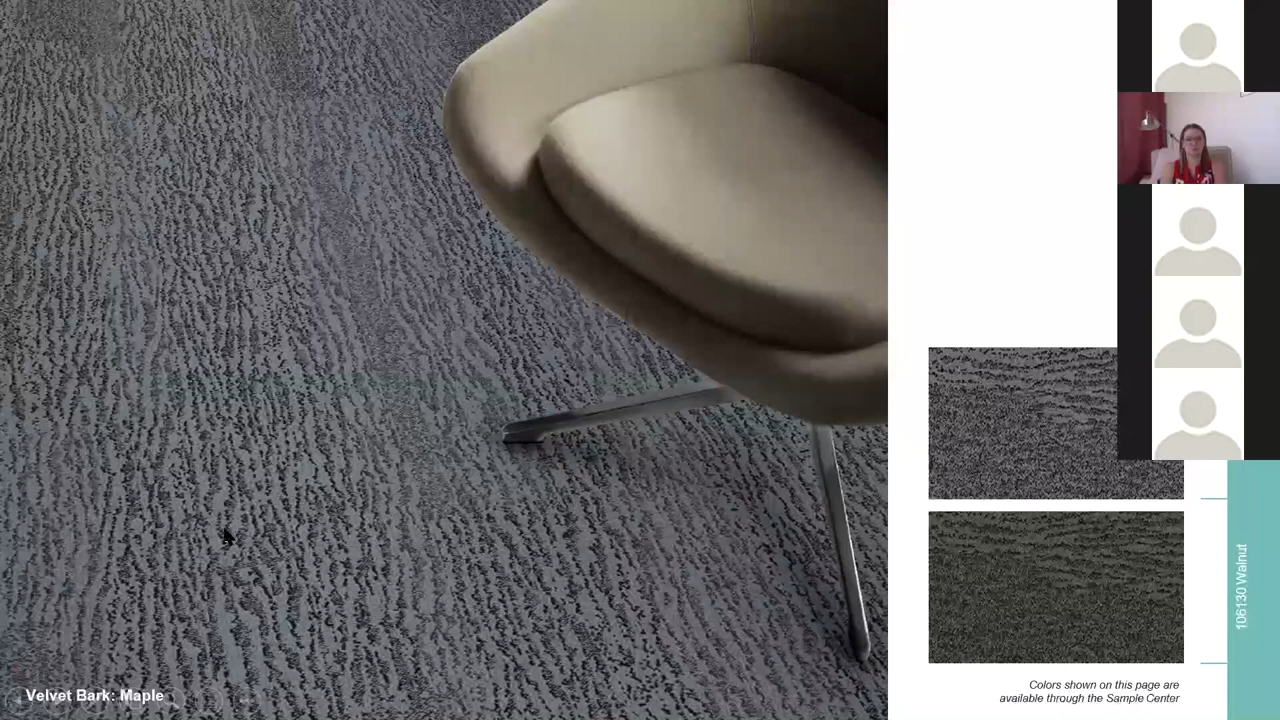 106130 Walnut
Velvet Bark: Maple
Colors shown on this page are
available through the Sample Center